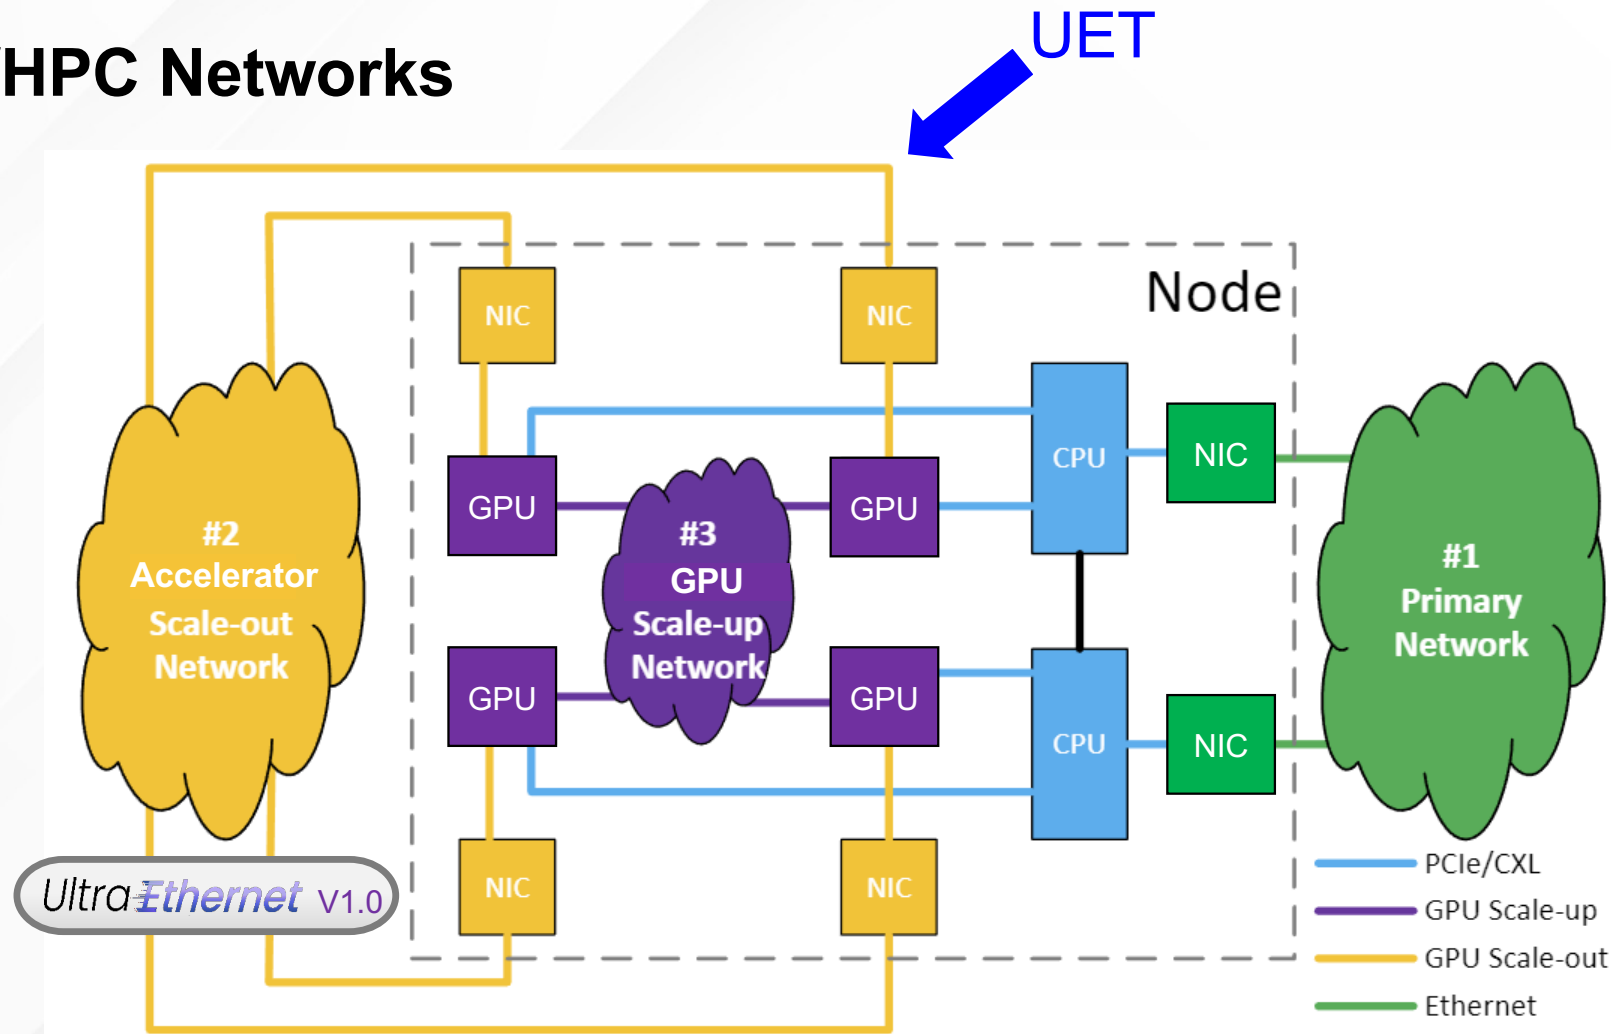 UET
/HPC Networks
Node
NIC
NIC
CPU
NIC
GPU
GPU
#2
Accelerator
Scale-out
Network
#3
GPU
Scale-up
Network
#1
Primary
Network
GPU
GPU
CPU
NIC
NIC
NIC
UltraEthernet V1.0
PCIe/CXL
GPU Scale-up
GPU Scale-out
Ethernet